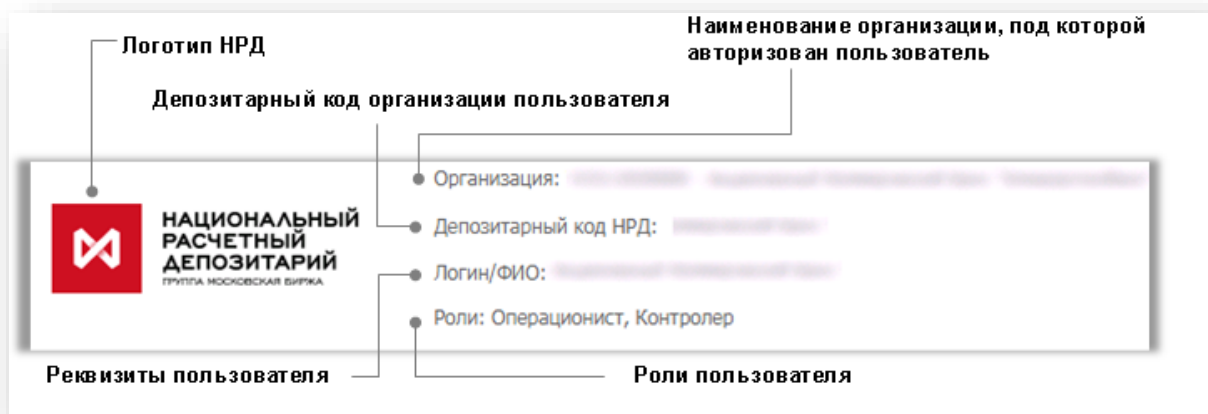 Логотип НРД
Наименование организации, под которой
авторизован пользователь
Депозитарный код организации пользователя
НАЦИОНАЛЬНЫЙ
РАСЧЕТНЫЙ
ДЕПОЗИТАРИЙ
ГРУППА МОСКОВСКАЯ БИРЖА
Организация:
Депозитарный код НРД:
Логин/ФИО:
Роли: Операционист, Контролер
Реквизиты пользователя
Роли пользователя